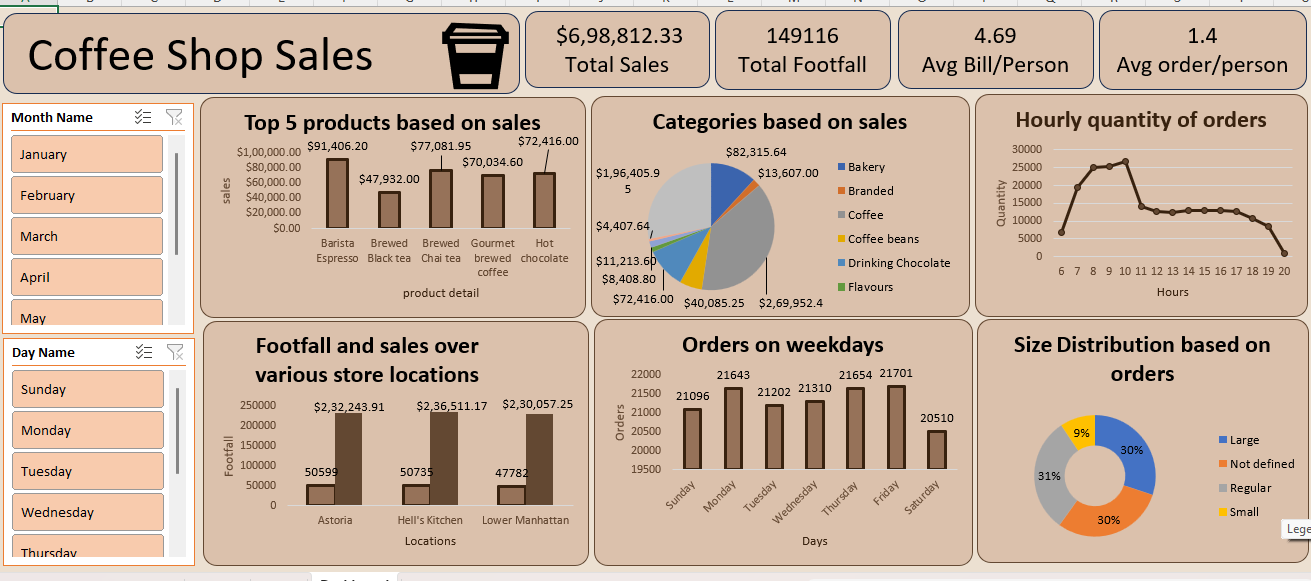 Coffee Shop Sales
$6,98,812.33
Total Sales
149116
Total Footfall
4.69
Avg Bill/Person
1.4
Avg order/person
Month Name
January
February
March
April
May
Day Name
Sunday
Monday
Tuesday
Wednesday
Thursday
Top 5 products based on sales
sales
$1,00,000.00
$80,000.00
$60,000.00
$40,000.00
$20,000.00
$0.00
$91,406.20
$47,932.00
$77,081.95
$70,034.60
$72,416.00
Barista Espresso
Brewed Black tea
Brewed Chai tea
Gourmet brewed coffee
Hot chocolate
product detail
Categories based on sales
$82,315.64
$13,607.00
$2,69,952.4
$40,085.25
$72,416.00
$8,408.80
$11,213.60
$4,407.64
$1,96,405.9
5
Bakery
Branded
Coffee
Coffee beans
Drinking Chocolate
Flavours
Hourly quantity of orders
Quantity
30000
25000
20000
15000
10000
5000
0
6 7 8 9 10 11 12 13 14 15 16 17 18 19 20
Hours
Footfall and sales over
various store locations
Footfall
250000
200000
150000
100000
50000
0
$2,32,243.91
$2,36,511.17
$2,30,057.25
50599
50735
47782
Astoria
Hell's Kitchen
Lower Manhattan
Locations
Orders on weekdays
Orders
22000
21500
21000
20500
20000
19500
21096
21643
21202
21310
21654
21701
20510
Sunday
Monday
Tuesday
Wednesday
Thursday
Friday
Saturday
Days
Size Distribution based on
orders
30%
30%
31%
9%
Large
Not defined
Regular
Small
Lege